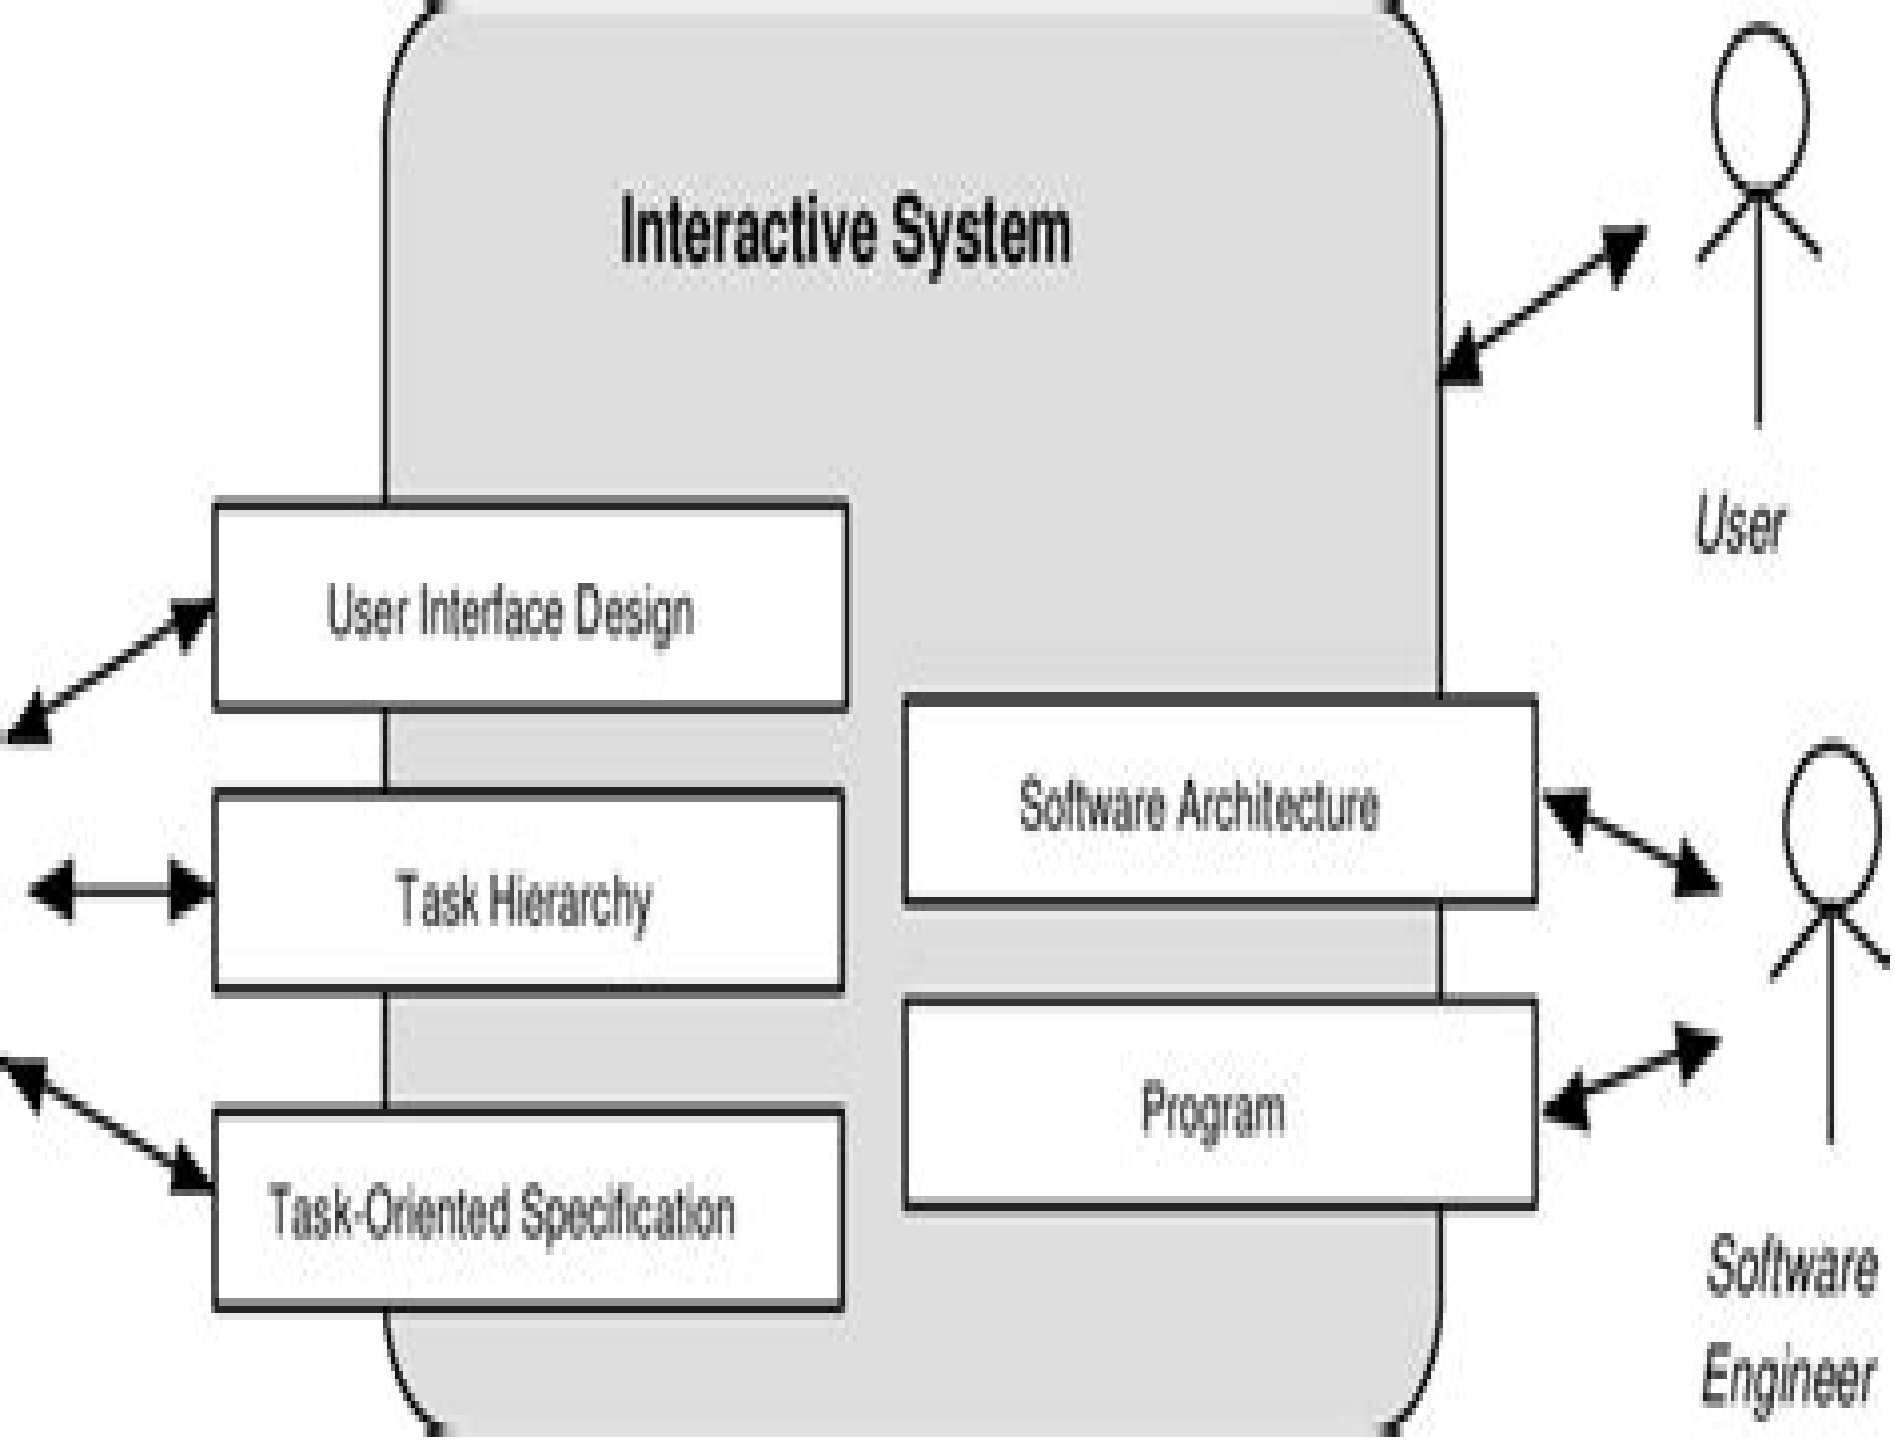 Interactive System
User
User Interface Design
Software Architecture
Task Hierarchy
Program
Task-Oriented Specification
Software
Engineer